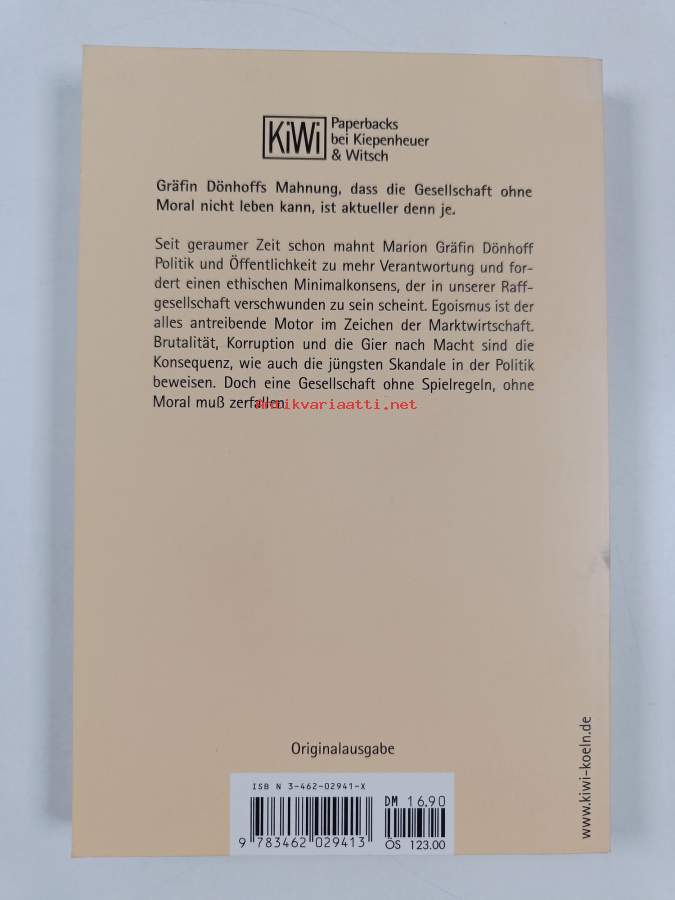 KiWi
Paperbacks
bei Kiepenheuer
& Witsch
Gräfin Dönhoffs Mahnung, dass die Gesellschaft ohne
Moral nicht leben kann, ist aktueller denn je.
Seit geraumer Zeit schon mahnt Marion Gräfin Dönhoff
Politik und Öffentlichkeit zu mehr Verantwortung und for-
dert einen ethischen Minimalkonsens, der in unserer Raff-
gesellschaft verschwunden zu sein scheint. Egoismus ist der
alles antreibende Motor im Zeichen der Marktwirtschaft.
Brutalität, Korruption und die Gier nach Macht sind die
Konsequenz, wie auch die jüngsten Skandale in der Politik
beweisen. Doch eine Gesellschaft ohne Spielregeln, ohne
Moral muß zerfallen.
antikvariaatti.net
Originalausgabe
www.kiwi-koeln.de
ISBN 3-462-02941-X
DM 16.90
9 783462 029413
ÖS 123.00